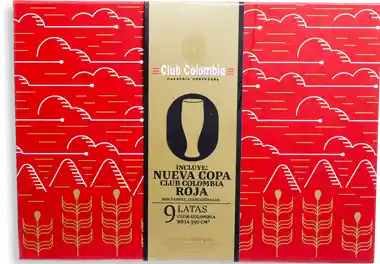 Club Colombia
INCLUYE:
NUEVA COPA
CLUB COLOMBIA
ROJA
9 LATAS
CLUB COLOMBIA
ROJA 330 CM³